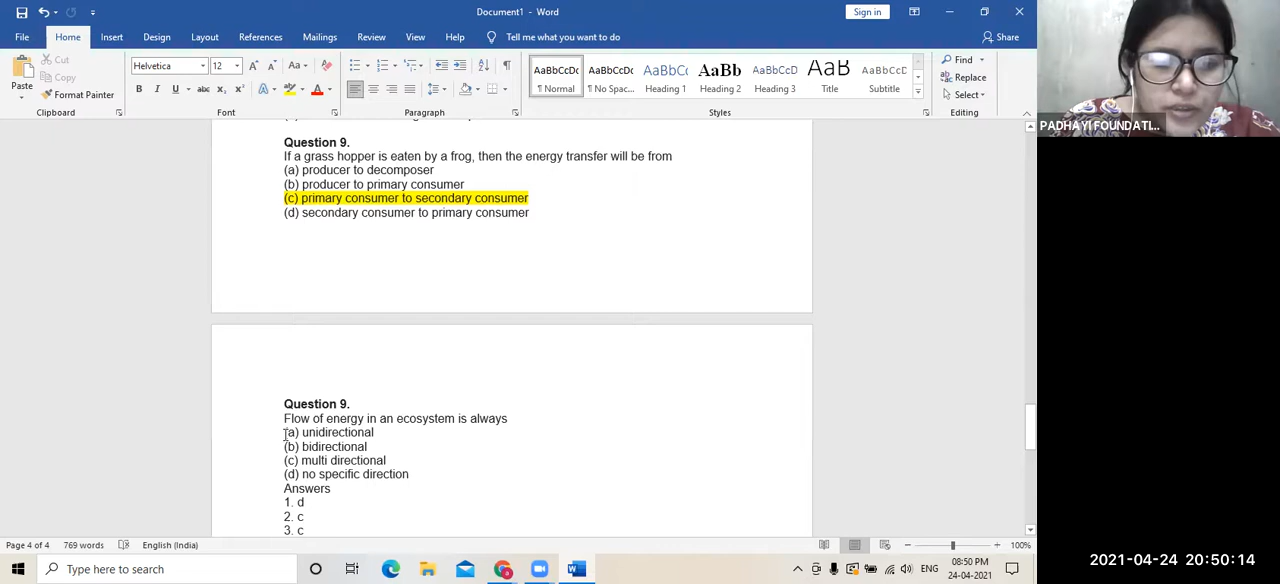 Document1 - Word
Sign in
File Home Insert Design Layout References Mailings Review View Help Tell me what you want to do Share
Paste
Cut
Copy
Format Painter
Clipboard
Helvetica 12
Font
Paragraph
AaBbCcDc
¶ Normal
AaBbCcDc
¶ No Spac...
AaBbCc
Heading 1
AaBb
Heading 2
AaBbCcD
Heading 3
AaB
Title
AaBbCcD
Subtitle
Styles
Find
Replace
Select
Editing
PADHAYI FOUNDATI...
Question 9.
If a grass hopper is eaten by a frog, then the energy transfer will be from
(a) producer to decomposer
(b) producer to primary consumer
(c) primary consumer to secondary consumer
(d) secondary consumer to primary consumer
Question 9.
Flow of energy in an ecosystem is always
(a) unidirectional
(b) bidirectional
(c) multi directional
(d) no specific direction
Answers
1. d
2. c
3. c
Page 4 of 4 769 words English (India) 100%
Type here to search
ENG
08:50 PM
24-04-2021
2021-04-24 20:50:14